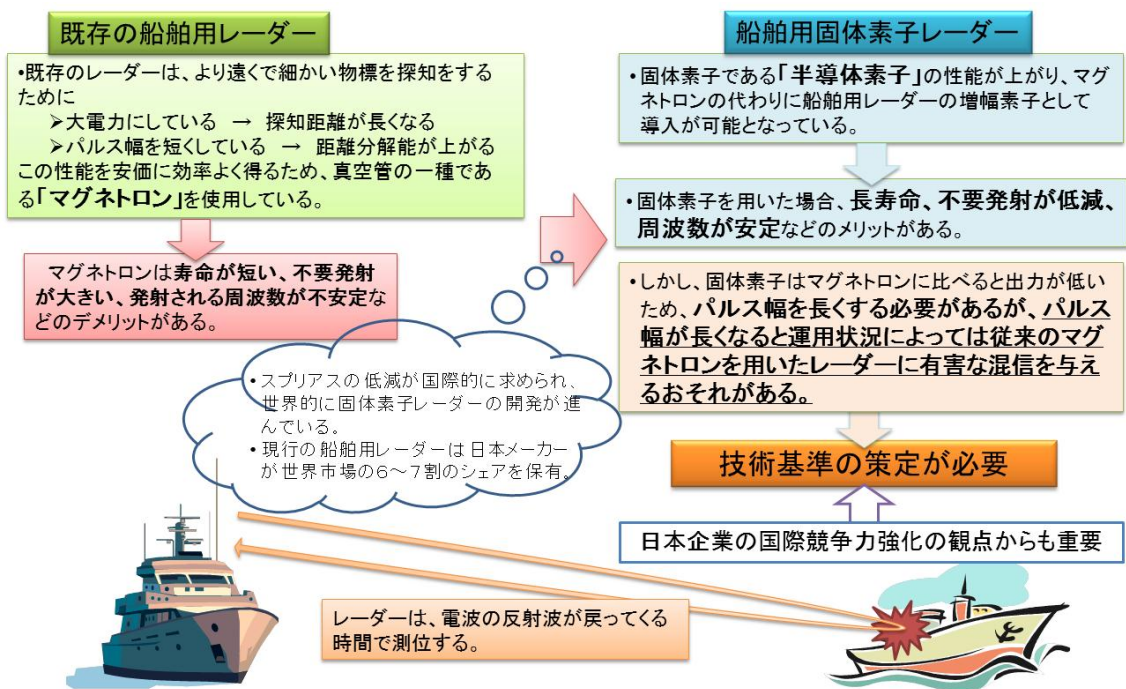 既存の船舶用レーダー
・既存のレーダーは、より遠くで細かい物標を探知をする
ために
➢大電力にしている → 探知距離が長くなる
➢パルス幅を短くしている → 距離分解能が上がる
この性能を安価に効率よく得るため、真空管の一種であ
る「マグネトロン」を使用している。
マグネトロンは寿命が短い、不要発射
が大きい、発射される周波数が不安定な
どのデメリットがある。
・スプリアスの低減が国際的に求められ、
世界的に固体素子レーダーの開発が進
んでいる。
・現行の船舶用レーダーは日本メーカー
が世界市場の6~7割のシェアを保有。
船舶用固体素子レーダー
・固体素子である「半導体素子」の性能が上がり、マグ
ネトロンの代わりに船舶用レーダーの増幅素子として
導入が可能となっている。
・固体素子を用いた場合、長寿命、不要発射が低減、
周波数が安定などのメリットがある。
・しかし、固体素子はマグネトロンに比べると出力が低い
ため、パルス幅を長くする必要があるが、パルス
幅が長くなると運用状況によっては従来のマグ
ネトロンを用いたレーダーに有害な混信を与え
るおそれがある。
技術基準の策定が必要
日本企業の国際競争力強化の観点からも重要
レーダーは、電波の反射波が戻ってくる
時間で測位する。